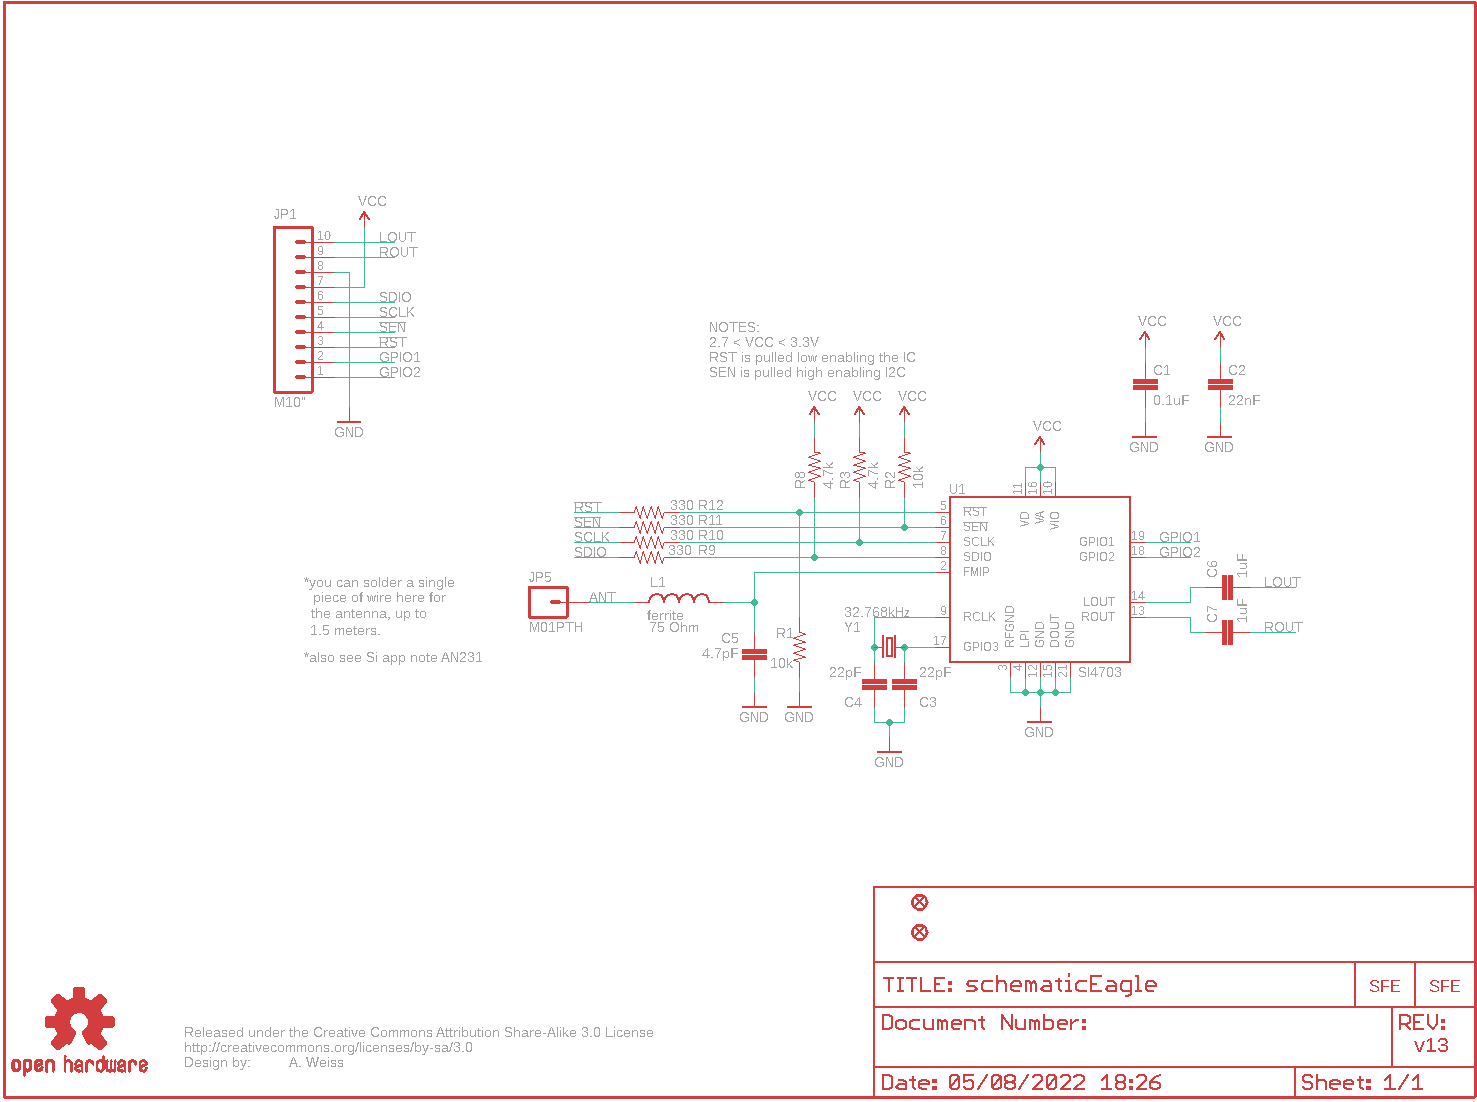 VCC
JP1
10 LOUT
9 ROUT
8
7
6 SDIO
5 SCLK
4 SEN
3 RST
2 GPIO1
1 GPIO2
M10"
GND
NOTES:
2.7 < VCC < 3.3V
RST is pulled low enabling the IC
SEN is pulled high enabling I2C
VCC VCC VCC
R8 4.7k R3 4.7k R2 10k
VCC VCC
C1 C2
0.1uF 22nF
GND GND
VCC
11 16 10
U1
RST 330 R12 5 RST
SEN 330 R11 6 SEN
SCLK 330 R10 7 SCLK
SDIO 330 R9 8 SDIO
2 FMIP
VD VA VIO
GPIO1 19 GPIO1
GPIO2 18 GPIO2
C6 1uF LOUT
LOUT 14
ROUT 13
C7 1uF ROUT
*you can solder a single
piece of wire here for
the antenna, up to
1.5 meters.
*also see Si app note AN231
JP5
ANT
M01PTH
L1
ferrite
75 Ohm
C5
4.7pF
GND
R1
10k
GND
32.768kHz
Y1
9 RCLK
17 GPIO3
22pF 22pF
C4 C3
GND
RFGND LPI GND DOUT GND
3 4 12 15 21
SI4703
GND
TITLE: schematicEagle
SFE SFE
Document Number:
REV:
v13
Date: 05/08/2022 18:26
Sheet: 1/1
open hardware
Released under the Creative Commons Attribution Share-Alike 3.0 License
http://creativecommons.org/licenses/by-sa/3.0
Design by: A. Weiss